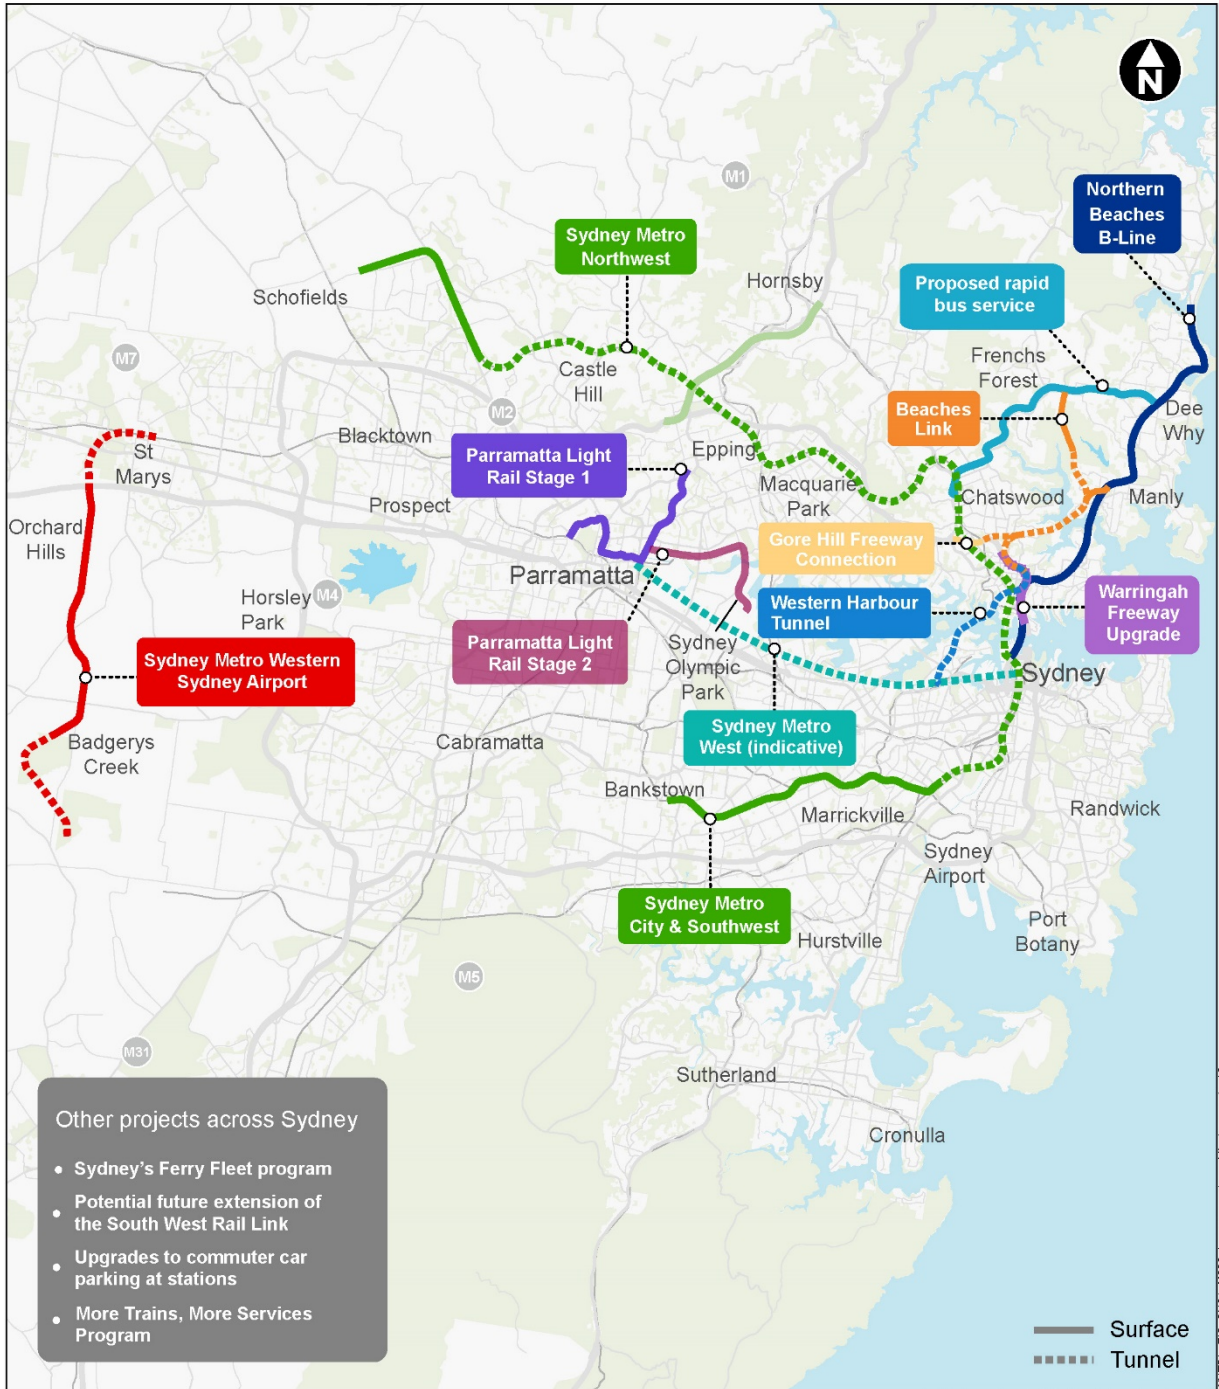 N
M1
Northern
Beaches
B-Line
Sydney Metro
Northwest
Hornsby
Proposed rapid
bus service
Schofields
M7
Castle
Hill
Frenchs
Forest
Beaches
Link
Dee
Why
M2
Blacktown
St
Marys
Parramatta Light
Rail Stage 1
Epping
Macquarie
Park
Chatswood
Manly
Prospect
Orchard
Hills
Gore Hill Freeway
Connection
Parramatta
Horsley
Park
M4
Western Harbour
Tunnel
Warringah
Freeway
Upgrade
Parramatta Light
Rail Stage 2
Sydney
Olympic
Park
Sydney Metro Western
Sydney Airport
Sydney
Badgerys
Creek
Cabramatta
Sydney Metro
West (indicative)
Bankstown
Marrickville
Randwick
Sydney
Airport
Sydney Metro
City & Southwest
Port
Botany
Hurstville
M5
M31
Sutherland
Cronulla
Other projects across Sydney
• Sydney’s Ferry Fleet program
• Potential future extension of
the South West Rail Link
• Upgrades to commuter car
parking at stations
• More Trains, More Services
Program
Surface
Tunnel